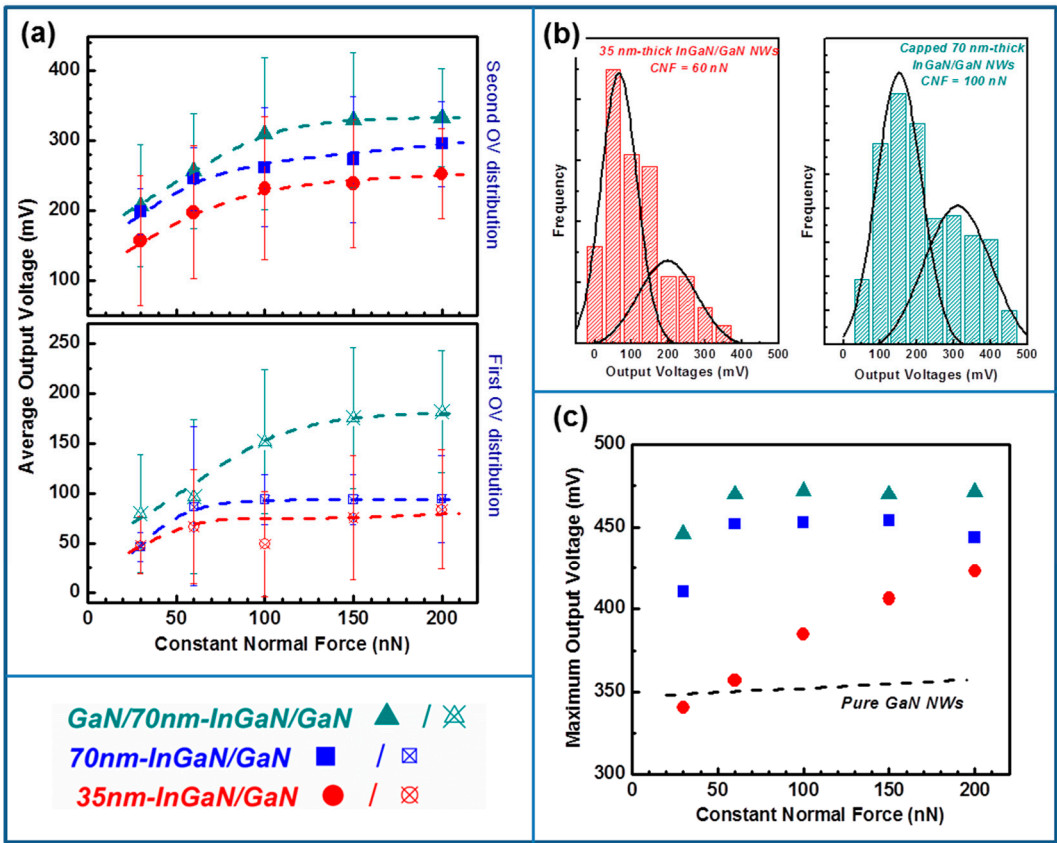 (a)
Average Output Voltage (mV)
400
300
200
100
0
Second OV distribution
250
200
150
100
50
0
First OV distribution
0 50 100 150 200
Constant Normal Force (nN)
GaN/70nm-InGaN/GaN /
70nm-InGaN/GaN /
35nm-InGaN/GaN /
(b)
35 nm-thick InGaN/GaN NWs
CNF = 60 nN
Frequency
0 100 200 300 400 500
Output Voltages (mV)
Capped 70 nm-thick
InGaN/GaN NWs
CNF = 100 nN
Frequency
0 100 200 300 400 500
Output Voltages (mV)
(c)
Maximum Output Voltage (mV)
500
450
400
350
300
Pure GaN NWs
0 50 100 150 200
Constant Normal Force (nN)